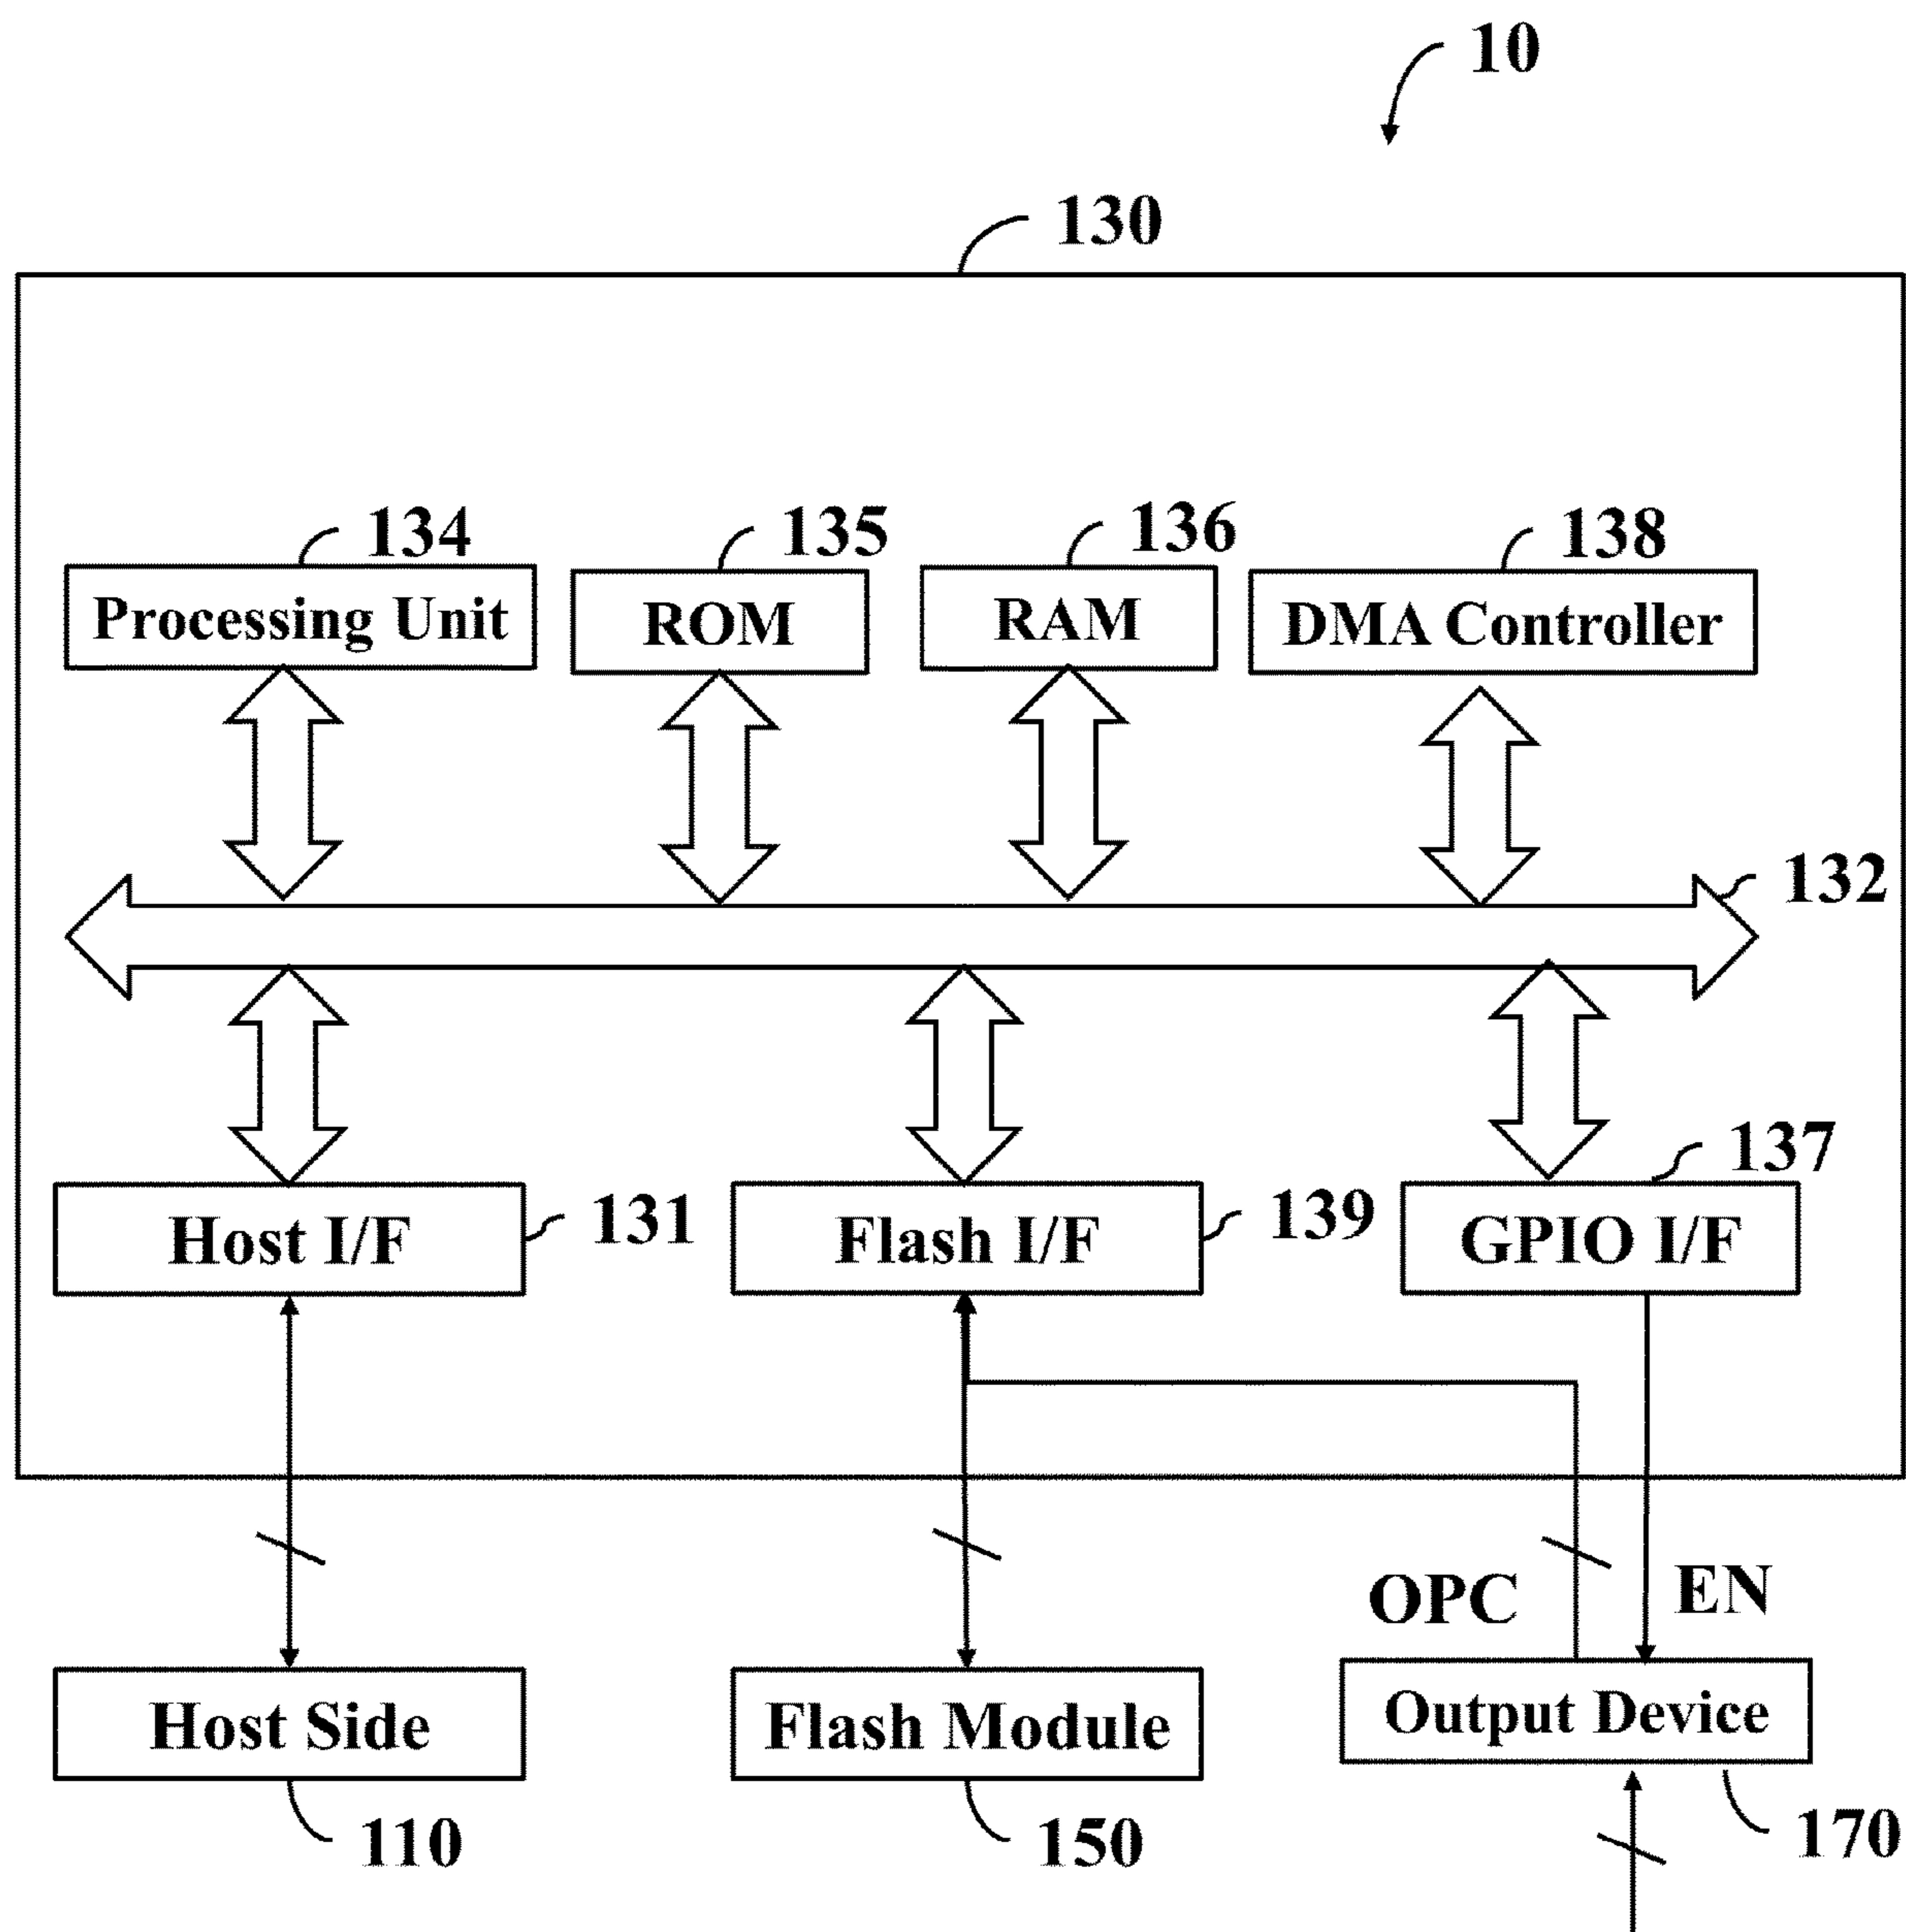 10
130
134
135
136
138
Processing Unit
ROM
RAM
DMA Controller
132
137
131
139
Host I/F
Flash I/F
GPIO I/F
OPC
EN
Host Side
Flash Module
Output Device
110
150
170